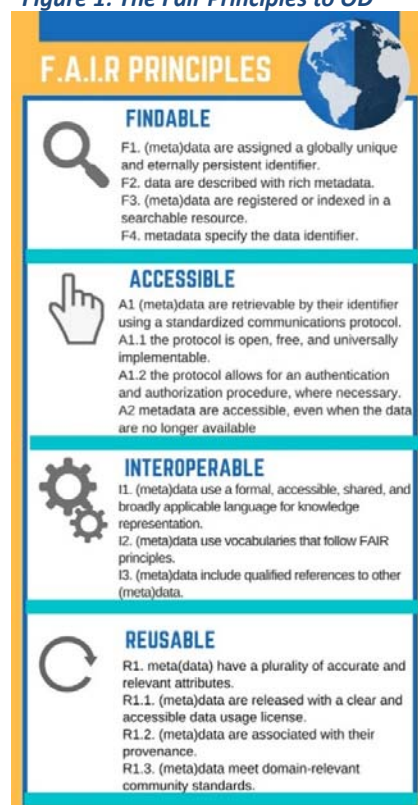 Figure 1: The Fair Principles to OD
F.A.I.R PRINCIPLES
FINDABLE
F1. (meta)data are assigned a globally unique
and eternally persistent identifier.
F2. data are described with rich metadata.
F3. (meta)data are registered or indexed in a
searchable resource.
F4. metadata specify the data identifier.
ACCESSIBLE
A1 (meta)data are retrievable by their identifier
using a standardized communications protocol.
A1.1 the protocol is open, free, and universally
implementable.
A1.2 the protocol allows for an authentication
and authorization procedure, where necessary.
A2 metadata are accessible, even when the data
are no longer available
INTEROPERABLE
I1. (meta)data use a formal, accessible, shared, and
broadly applicable language for knowledge
representation.
I2. (meta)data use vocabularies that follow FAIR
principles.
I3. (meta)data include qualified references to other
(meta)data.
REUSABLE
R1. meta(data) have a plurality of accurate and
relevant attributes.
R1.1. (meta)data are released with a clear and
accessible data usage license.
R1.2. (meta)data are associated with their
provenance.
R1.3. (meta)data meet domain-relevant
community standards.